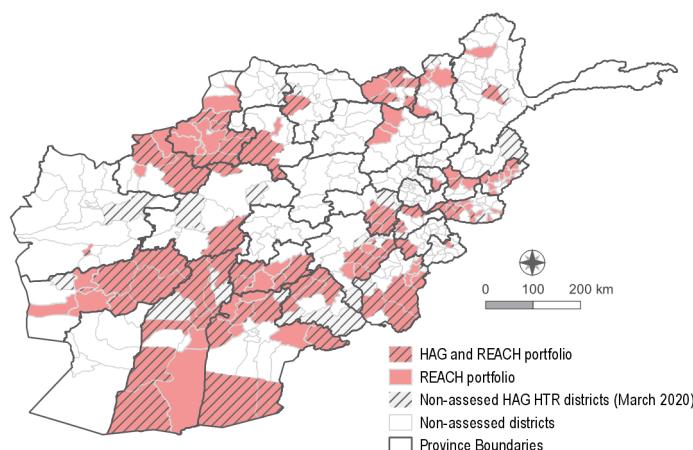 0 100 200 km
HAG and REACH portfolio
REACH portfolio
Non-assesed HAG HTR districts (March 2020)
Non-assessed districts
Province Boundaries